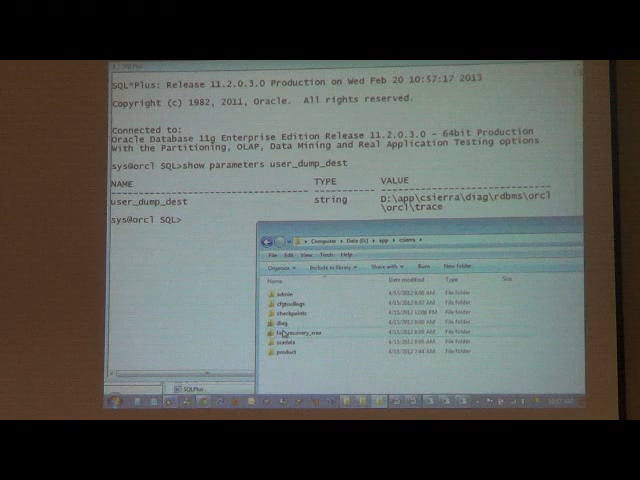 SQL*Plus: Release 11.2.0.3.0 Production on Wed Feb 20 10:57:17 2013
Copyright (c) 1982, 2011, Oracle.  All rights reserved.
Connected to:
Oracle Database 11g Enterprise Edition Release 11.2.0.3.0 - 64bit Production
With the Partitioning, OLAP, Data Mining and Real Application Testing options
sys@orcl SQL>show parameters user_dump_dest
NAME TYPE VALUE
user_dump_dest string D:\app\csierra\diag\rdbms\orcl
\orcl\trace
sys@orcl SQL>
Computer Data (D:) app csierra
File Edit View Tools Help
Organize Include in library Share with Burn New folder
Name Date modified Type Size
admin File folder
cfgtoollogs File folder
checkpoints File folder
diag File folder
File folder
oradata File folder
product File folder
SQLPlus